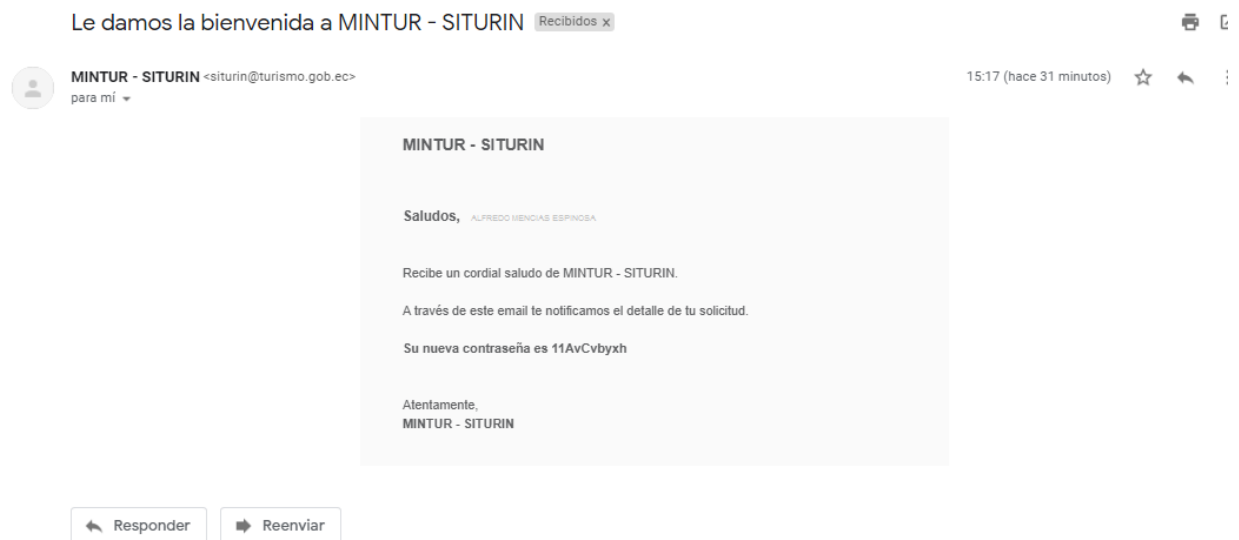 Le damos la bienvenida a MINTUR - SITURIN Recibidos x
MINTUR - SITURIN <siturin@turismo.gob.ec> 15:17 (hace 31 minutos)
para mí
MINTUR - SITURIN
Saludos, ALFREDO MENCIAS ESPINOSA
Recibe un cordial saludo de MINTUR - SITURIN.
A través de este email te notificamos el detalle de tu solicitud.
Su nueva contraseña es 11AvCvbyxh
Atentamente,
MINTUR - SITURIN
Responder Reenviar